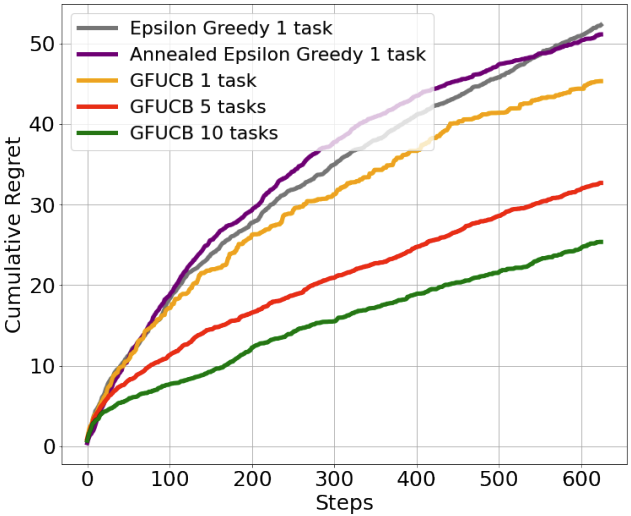 Epsilon Greedy 1 task
Annealed Epsilon Greedy 1 task
GFUCB 1 task
GFUCB 5 tasks
GFUCB 10 tasks
Cumulative Regret
50
40
30
20
10
0
0 100 200 300 400 500 600
Steps